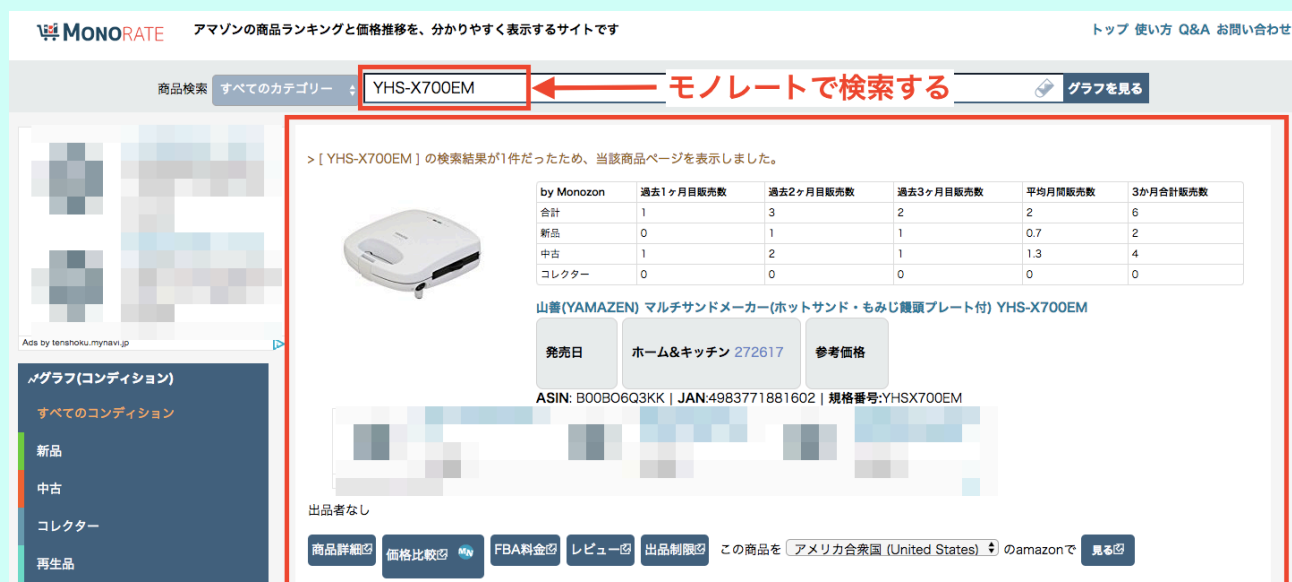 MONORATE アマゾンの商品ランキングと価格推移を、分かりやすく表示するサイトです トップ 使い方 Q&A お問い合わせ
商品検索 すべてのカテゴリー YHS-X700EM モノレートで検索する グラフを見る
> [ YHS-X700EM ] の検索結果が1件だったため、当該商品ページを表示しました。
by Monozon 過去1ヶ月目販売数 過去2ヶ月目販売数 過去3ヶ月目販売数 平均月間販売数 3か月合計販売数
合計 1 3 2 2 6
新品 0 1 1 0.7 2
中古 1 2 1 1.3 4
コレクター 0 0 0 0 0
山善(YAMAZEN) マルチサンドメーカー(ホットサンド・もみじ饅頭プレート付) YHS-X700EM
発売日 ホーム&キッチン 272617 参考価格
ASIN: B00BO6Q3KK | JAN:4983771881602 | 規格番号:YHSX700EM
Ads by tenshoku.mynavi.jp
グラフ(コンディション)
すべてのコンディション
新品
中古
コレクター
再生品
出品者なし
商品詳細 価格比較 MN FBA料金 レビュー 出品制限 この商品を アメリカ合衆国 (United States) のamazonで 見る